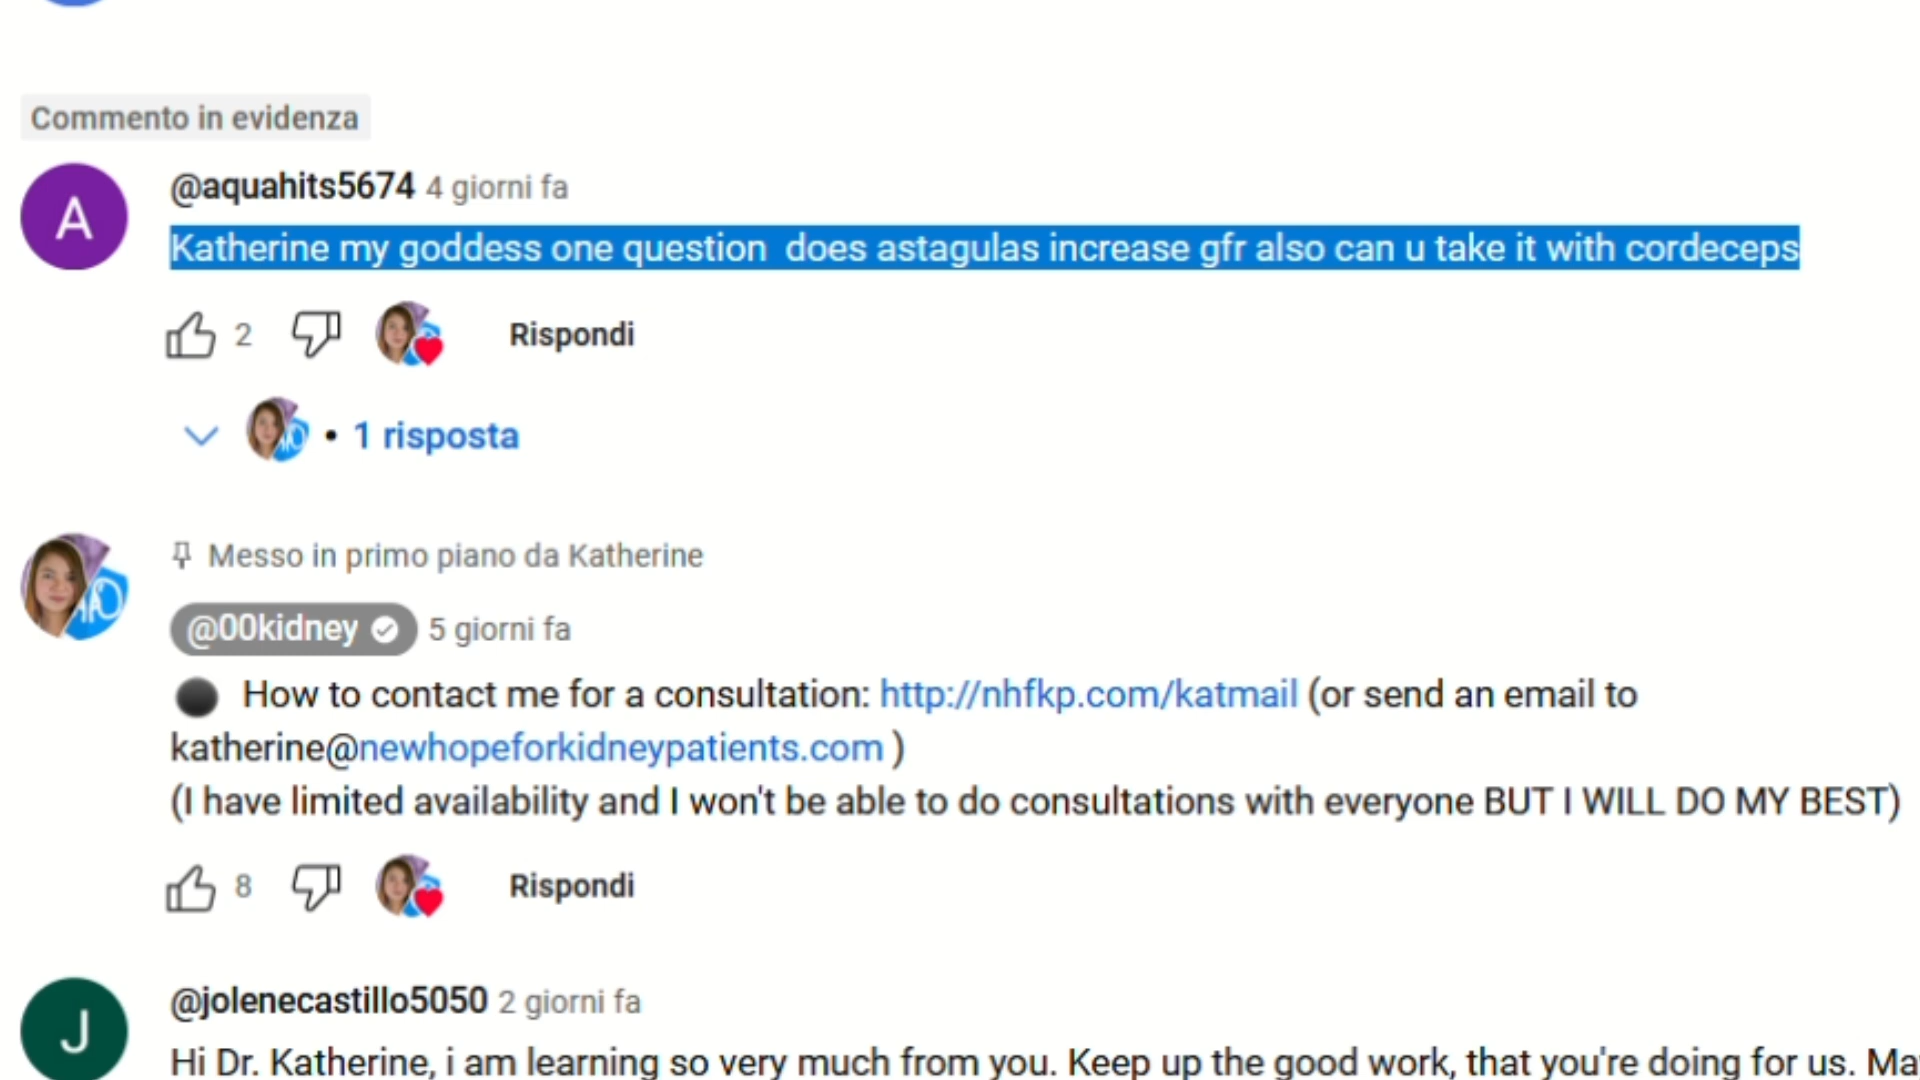 Commento in evidenza
A
@aquahits5674 4 giorni fa
Katherine my goddess one question  does astagulas increase gfr also can u take it with cordeceps
2 Rispondi
• 1 risposta
Messo in primo piano da Katherine
@00kidney 5 giorni fa
How to contact me for a consultation: http://nhfkp.com/katmail (or send an email to
katherine@newhopeforkidneypatients.com )
(I have limited availability and I won't be able to do consultations with everyone BUT I WILL DO MY BEST)
8 Rispondi
J
@jolenecastillo5050 2 giorni fa
Hi Dr. Katherine, i am learning so very much from you. Keep up the good work, that you're doing for us.